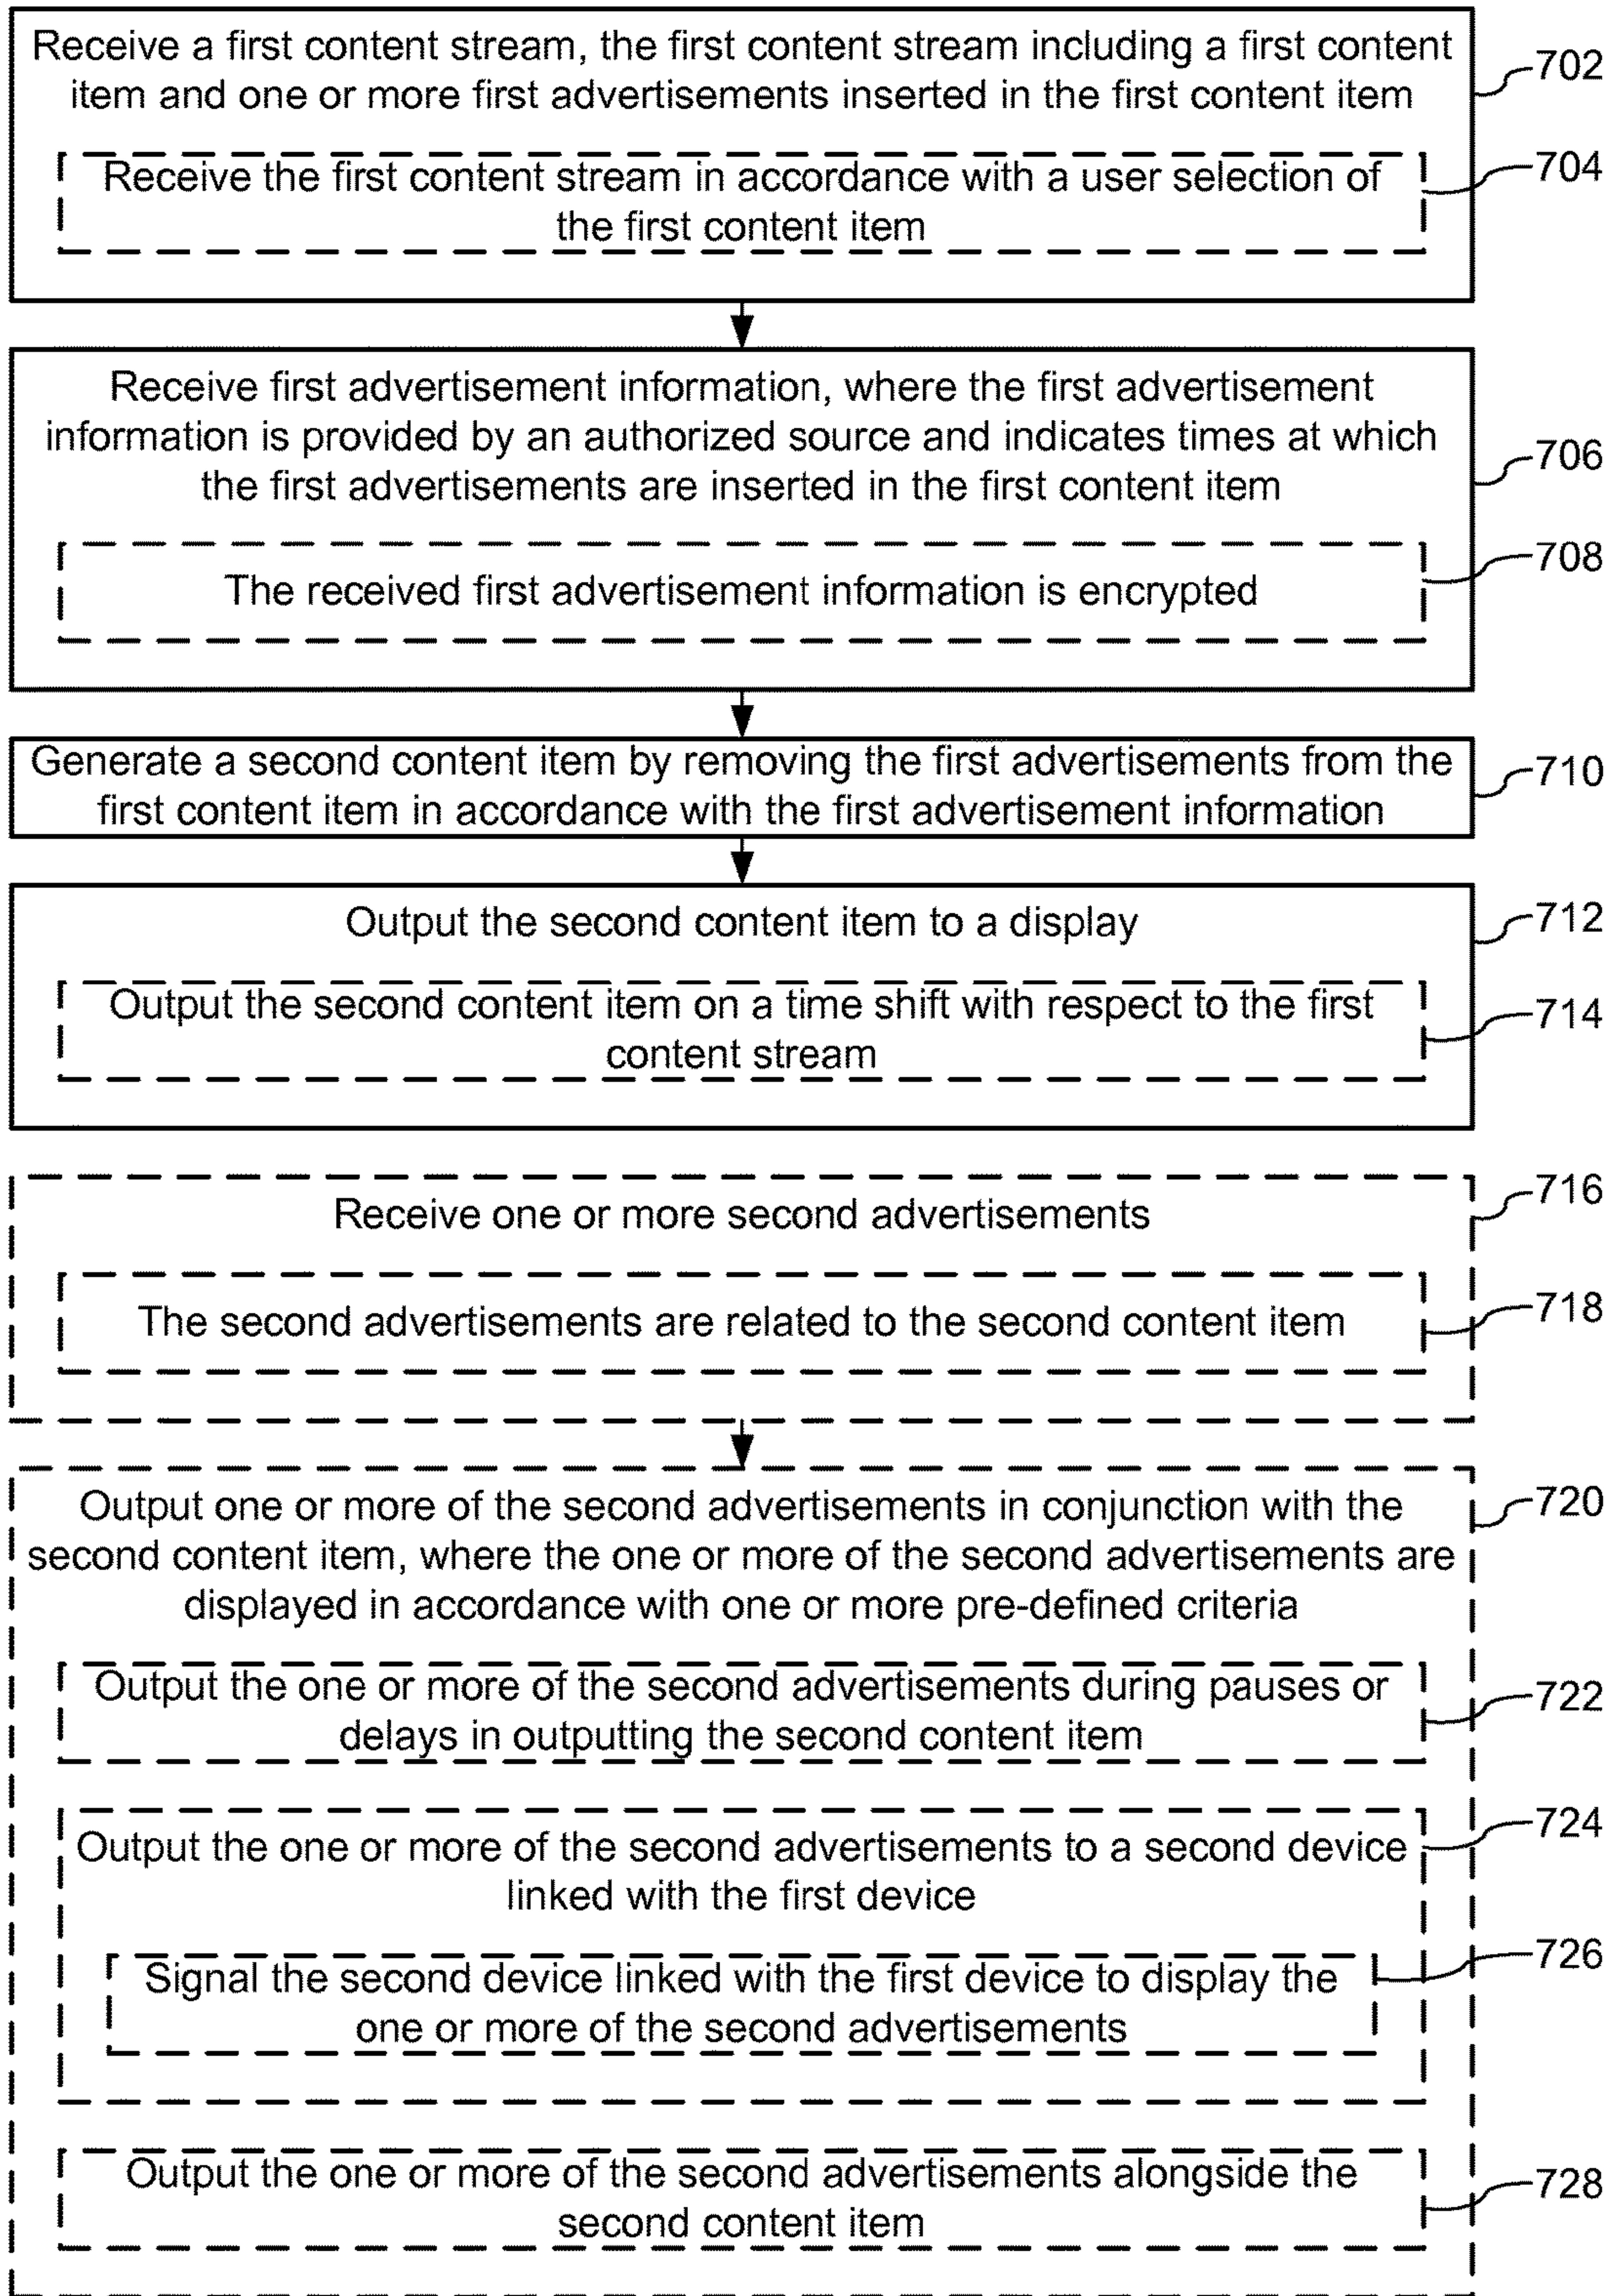 Receive a first content stream, the first content stream including a first content
item and one or more first advertisements inserted in the first content item
702
Receive the first content stream in accordance with a user selection of
the first content item
704
Receive first advertisement information, where the first advertisement
information is provided by an authorized source and indicates times at which
the first advertisements are inserted in the first content item
706
The received first advertisement information is encrypted
708
Generate a second content item by removing the first advertisements from the
first content item in accordance with the first advertisement information
710
Output the second content item to a display
712
Output the second content item on a time shift with respect to the first
content stream
714
Receive one or more second advertisements
716
The second advertisements are related to the second content item
718
Output one or more of the second advertisements in conjunction with the
second content item, where the one or more of the second advertisements are
displayed in accordance with one or more pre-defined criteria
720
Output the one or more of the second advertisements during pauses or
delays in outputting the second content item
722
Output the one or more of the second advertisements to a second device
linked with the first device
724
Signal the second device linked with the first device to display the
one or more of the second advertisements
726
Output the one or more of the second advertisements alongside the
second content item
728